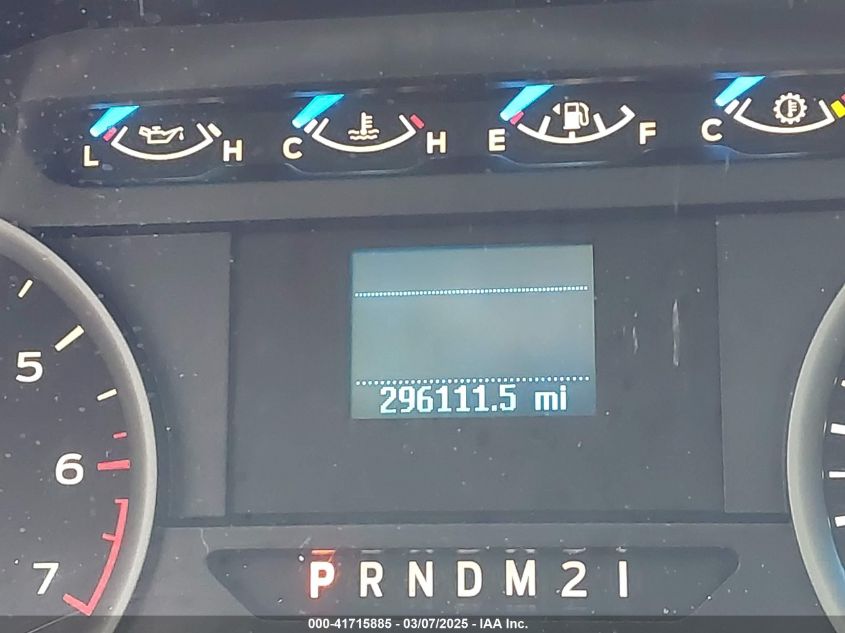 L H C H E F C
5
296111.5 mi
6
7
P R N D M 2 1
000-41715885 - 03/07/2025 - IAA Inc.